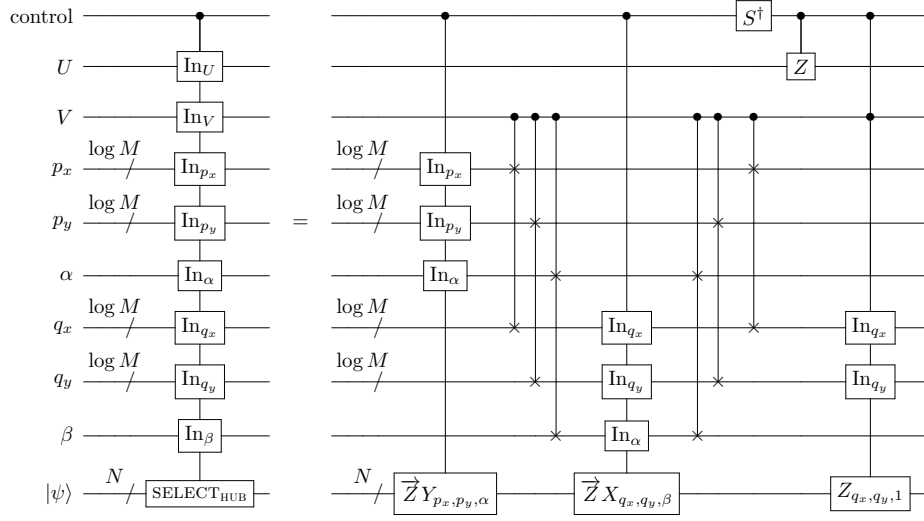 control S†
U In_U Z
V In_V
p_x log M In_{p_x} log M In_{p_x}
p_y log M In_{p_y} = log M In_{p_y}
α In_α In_α
q_x log M In_{q_x} log M In_{q_x} In_{q_x}
q_y log M In_{q_y} log M In_{q_y} In_{q_y}
β In_β In_α
|ψ⟩ N SELECT_HUB N \overrightarrow{Z} Y_{p_x,p_y,α} \overrightarrow{Z} X_{q_x,q_y,β} Z_{q_x,q_y,1}